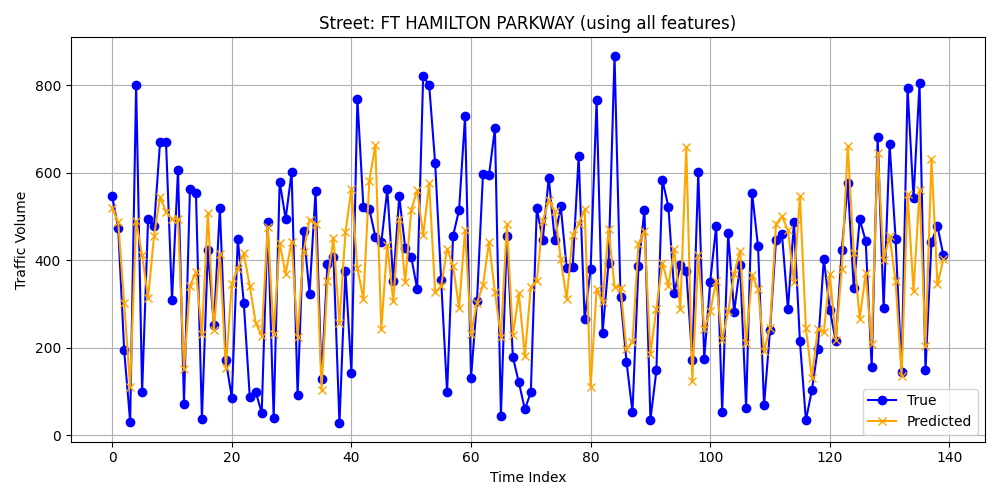 Street: FT HAMILTON PARKWAY (using all features)
Traffic Volume
800
600
400
200
0
0 20 40 60 80 100 120 140
Time Index
True
Predicted